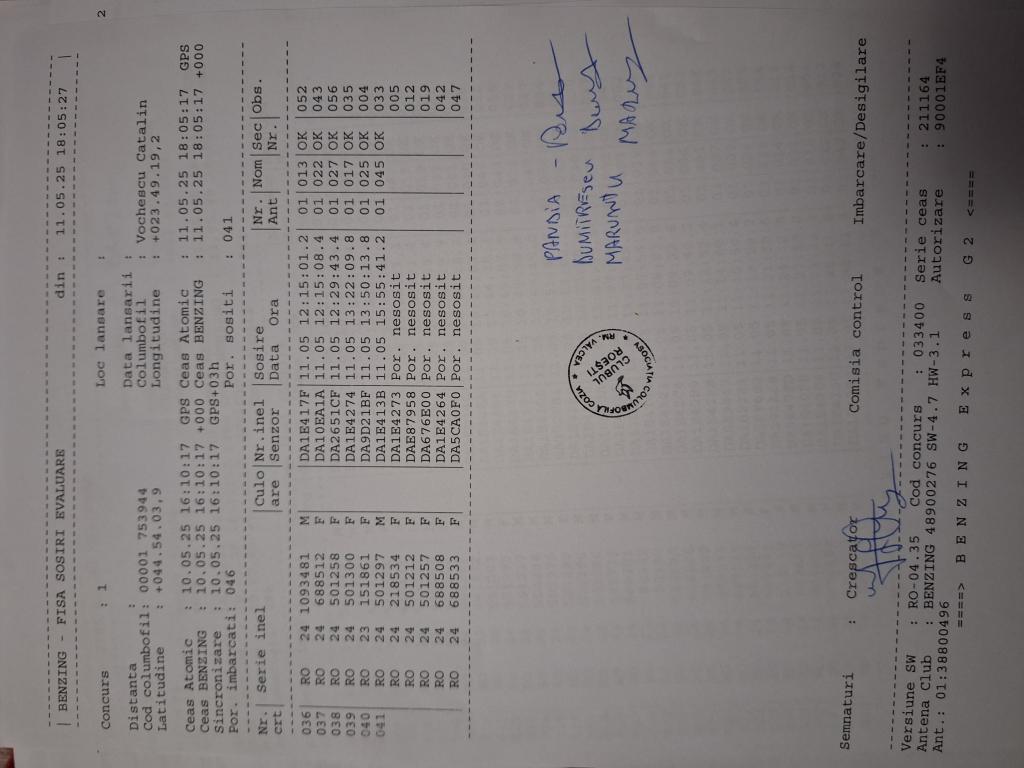 2
| BENZING - FISA SOSIRI EVALUARE din : 11.05.25 18:05:27 |
Concurs : 1 Loc lansare :
Distanta : Data lansarii :
Cod columbofil: 00001 753944 Columbofil : Vochescu Catalin
Latitudine : +044.54.03,9 Longitudine : +023.49.19,2
Ceas Atomic : 10.05.25 16:10:17 GPS Ceas Atomic : 11.05.25 18:05:17 GPS
Ceas BENZING : 10.05.25 16:10:17 +000 Ceas BENZING : 11.05.25 18:05:17 +000
Sincronizare : 10.05.25 16:10:17 GPS+03h
Por. imbarcati: 046 Por. sositi : 041
Nr.| Serie inel |Culo|Nr.inel |Sosire |Nr. |Nom|Sec|Obs.
crt |are |Senzor |Data Ora |Ant | |Nr.|
036 RO 24 1093481 M |DA1E417F|11.05 12:15:01.2 |01 |013|OK |052
037 RO 24 688512 F |DA10EA1A|11.05 12:15:08.4 |01 |022|OK |043
038 RO 24 501258 F |DA2651CF|11.05 12:29:43.4 |01 |027|OK |056
039 RO 24 501300 F |DA1E4274|11.05 13:22:09.8 |01 |017|OK |035
040 RO 23 151861 F |DA9D21BF|11.05 13:50:13.8 |01 |025|OK |004
041 RO 24 501297 M |DA1E413B|11.05 15:55:41.2 |01 |045|OK |033
RO 24 218534 F |DA1E4273|Por. nesosit |005
RO 24 501212 F |DAE87958|Por. nesosit |012
RO 24 501257 F |DA676E00|Por. nesosit |019
RO 24 688508 F |DA1E4264|Por. nesosit |042
RO 24 688533 F |DA5CA0F0|Por. nesosit |047
PANDIA -
DUMITRESCU
MARUNTU
ASOCIATIA COLUMBOFILA COZIA * RM. VALCEA *
CLUBUL
ROEȘTI
Semnaturi : Crescator Comisia control Imbarcare/Desigilare
Versiune SW : RO-04.35 Cod concurs : 033400 Serie ceas : 211164
Antena Club : BENZING 48900276 SW-4.7 HW-3.1 Autorizare : 90001EF4
Ant.: 01:38800496
====> B E N Z I N G E x p r e s s G 2 <====